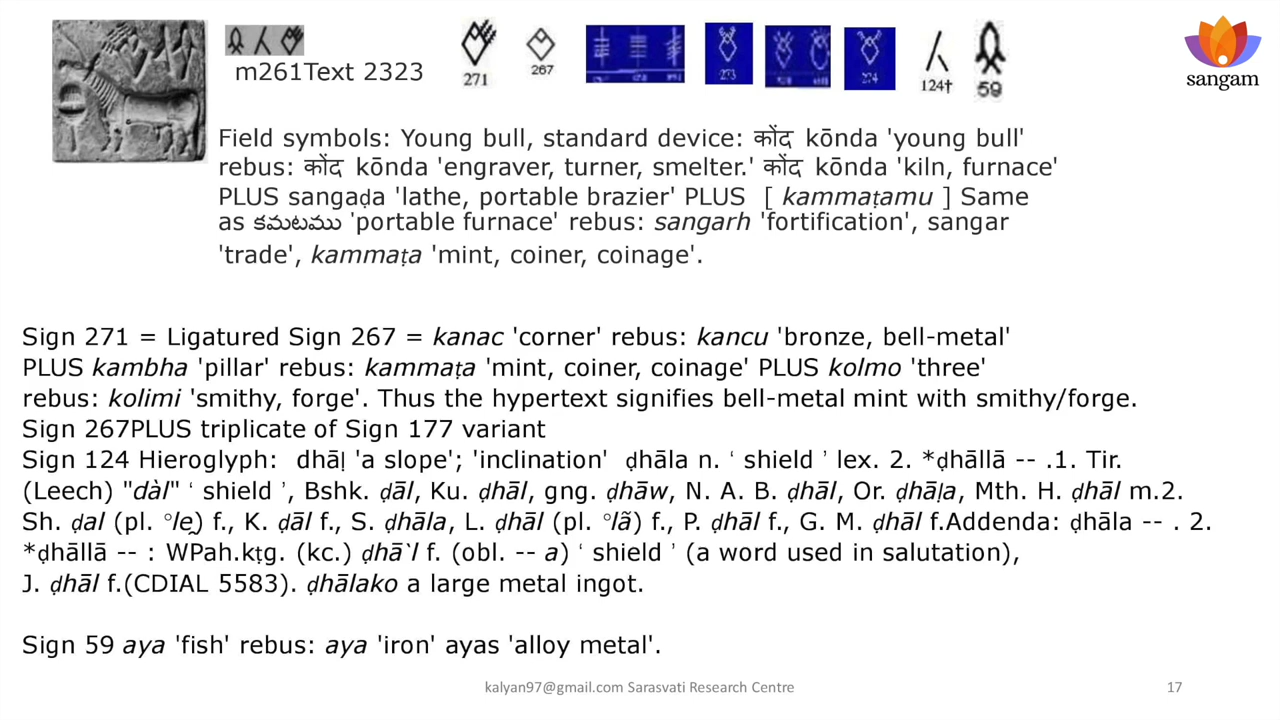 m261Text 2323
271
267
273
274
124†
59
sangam
Field symbols: Young bull, standard device: कोंद kōnda 'young bull'
rebus: कोंद kōnda 'engraver, turner, smelter.' कोंद kōnda 'kiln, furnace'
PLUS sangaḍa 'lathe, portable brazier' PLUS [ kammaṭamu ] Same
as కమటము 'portable furnace' rebus: sangarh 'fortification', sangar
'trade', kammaṭa 'mint, coiner, coinage'.
Sign 271 = Ligatured Sign 267 = kanac 'corner' rebus: kancu 'bronze, bell-metal'
PLUS kambha 'pillar' rebus: kammaṭa 'mint, coiner, coinage' PLUS kolmo 'three'
rebus: kolimi 'smithy, forge'. Thus the hypertext signifies bell-metal mint with smithy/forge.
Sign 267PLUS triplicate of Sign 177 variant
Sign 124 Hieroglyph: dhāḷ 'a slope'; 'inclination' ḍhāla n. ʻ shield ʼ lex. 2. *ḍhāllā -- .1. Tir.
(Leech) "dàl" ʻ shield ʼ, Bshk. ḍāl, Ku. ḍhāl, gng. ḍhāw, N. A. B. ḍhāl, Or. ḍhāḷa, Mth. H. ḍhāl m.2.
Sh. ḍal (pl. °le̯) f., K. ḍāl f., S. ḍhāla, L. ḍhāl (pl. °lã) f., P. ḍhāl f., G. M. ḍhāl f.Addenda: ḍhāla -- . 2.
*ḍhāllā -- : WPah.kṭg. (kc.) ḍhāˋl f. (obl. -- a) ʻ shield ʼ (a word used in salutation),
J. ḍhāl f.(CDIAL 5583). ḍhālako a large metal ingot.
Sign 59 aya 'fish' rebus: aya 'iron' ayas 'alloy metal'.
kalyan97@gmail.com Sarasvati Research Centre
17